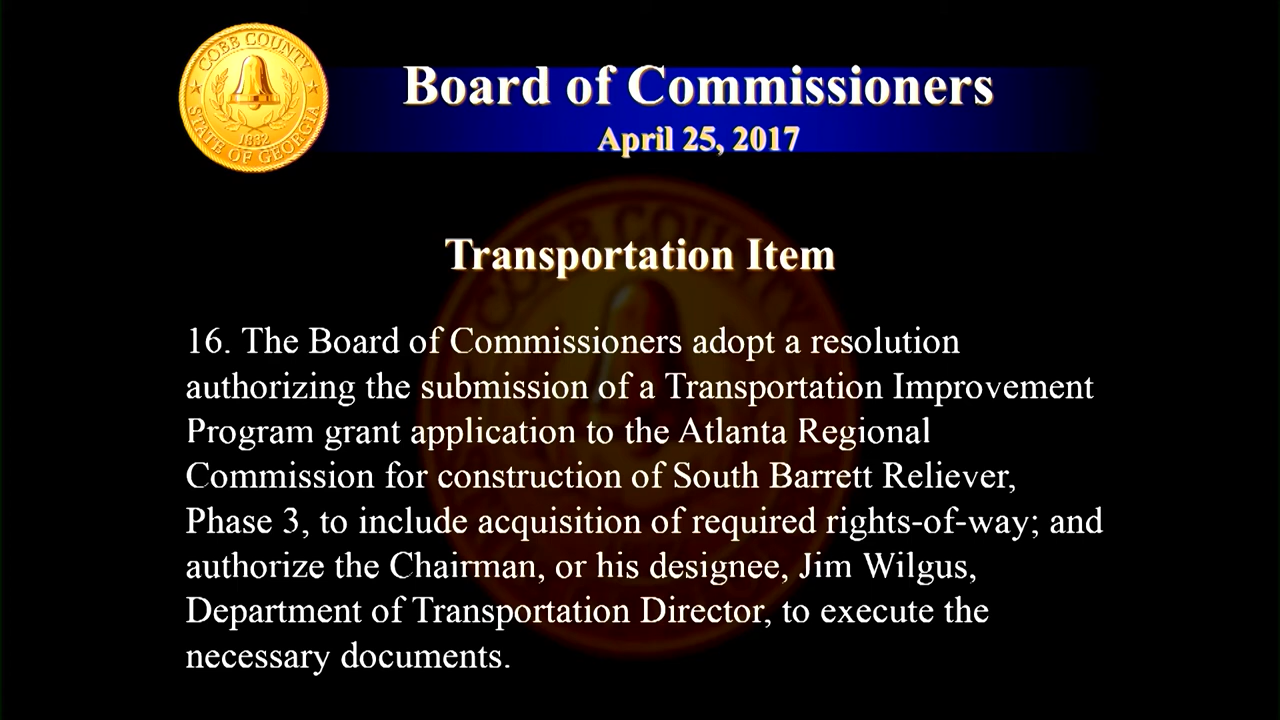 COBB COUNTY
1832
STATE OF GEORGIA
Board of Commissioners
April 25, 2017
Transportation Item
16. The Board of Commissioners adopt a resolution
authorizing the submission of a Transportation Improvement
Program grant application to the Atlanta Regional
Commission for construction of South Barrett Reliever,
Phase 3, to include acquisition of required rights-of-way; and
authorize the Chairman, or his designee, Jim Wilgus,
Department of Transportation Director, to execute the
necessary documents.